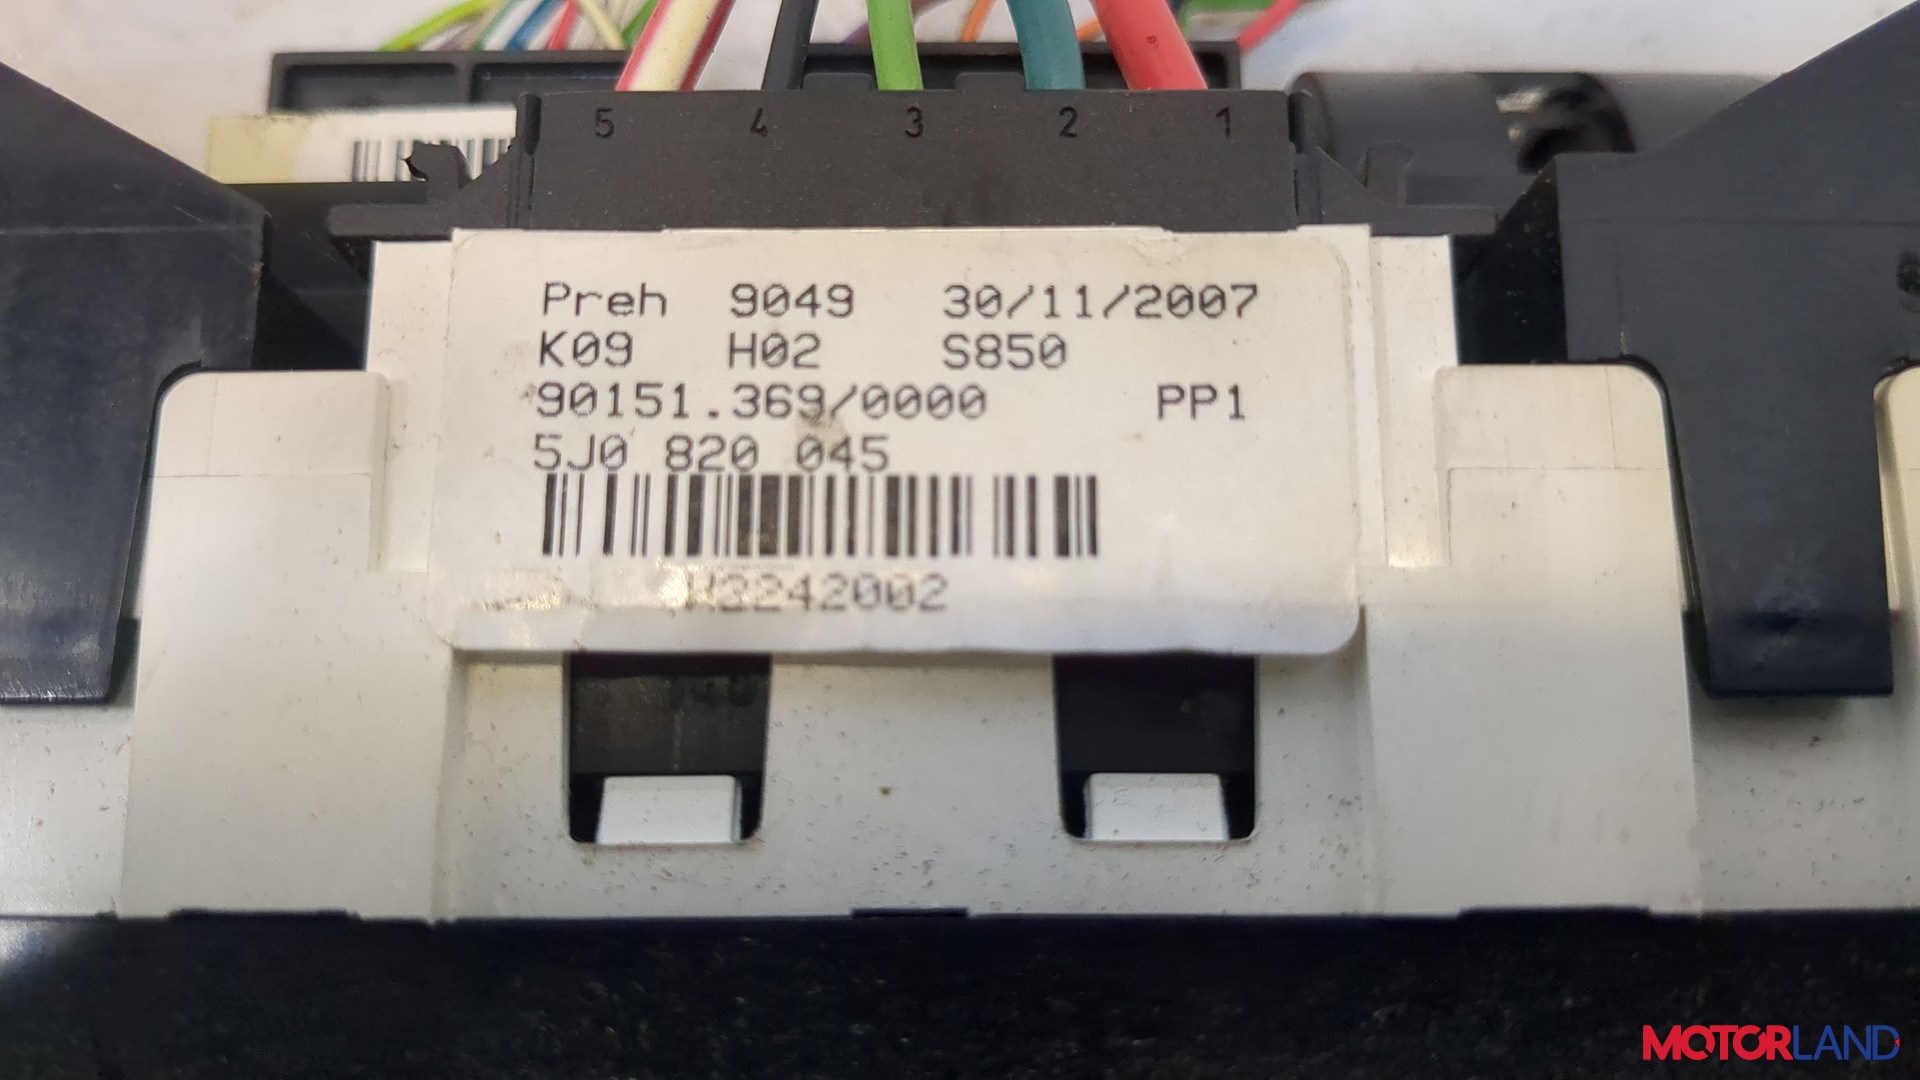 5 4 3 2 1
Preh 9049 30/11/2007
K09 H02 S850
90151.369/0000 PP1
5J0 820 045
W2242002
MOTORLAND